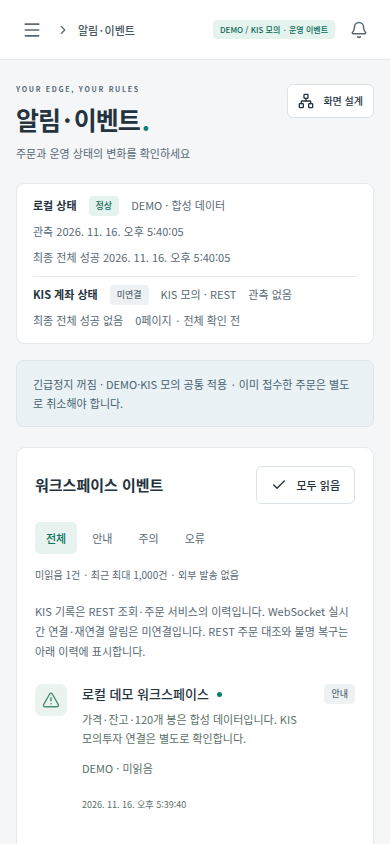 알림·이벤트
DEMO / KIS 모의 · 운영 이벤트
YOUR EDGE, YOUR RULES
알림·이벤트.
화면 설계
주문과 운영 상태의 변화를 확인하세요
로컬 상태 정상 DEMO · 합성 데이터
관측 2026. 11. 16. 오후 5:40:05
최종 전체 성공 2026. 11. 16. 오후 5:40:05
KIS 계좌 상태 미연결 KIS 모의 · REST 관측 없음
최종 전체 성공 없음 0페이지 · 전체 확인 전
긴급정지 꺼짐 · DEMO·KIS 모의 공통 적용 · 이미 접수한 주문은 별도
로 취소해야 합니다.
워크스페이스 이벤트
모두 읽음
전체 안내 주의 오류
미읽음 1건 · 최근 최대 1,000건 · 외부 발송 없음
KIS 기록은 REST 조회·주문 서비스의 이력입니다. WebSocket 실시
간 연결·재연결 알림은 미연결입니다. REST 주문 대조와 불명 복구는
아래 이력에 표시합니다.
로컬 데모 워크스페이스
안내
가격·잔고·120개 봉은 합성 데이터입니다. KIS
모의투자 연결은 별도로 확인합니다.
DEMO · 미읽음
2026. 11. 16. 오후 5:39:40